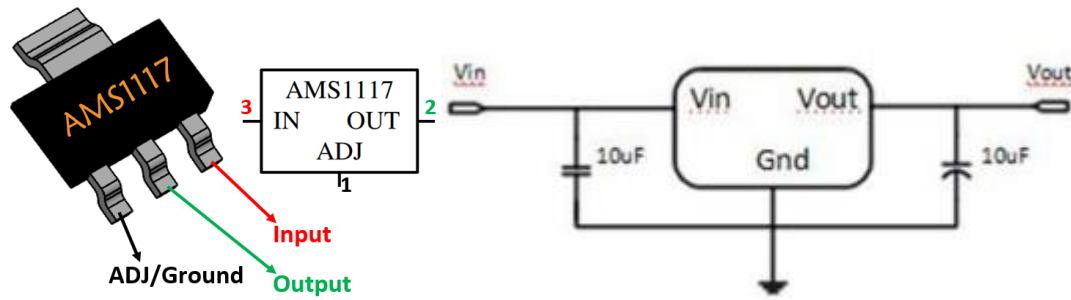 AMS1117
ADJ/Ground
Output
Input
AMS1117
3 IN OUT 2
ADJ
1
Vin
Vout
Vin Vout
Gnd
10uF
10uF